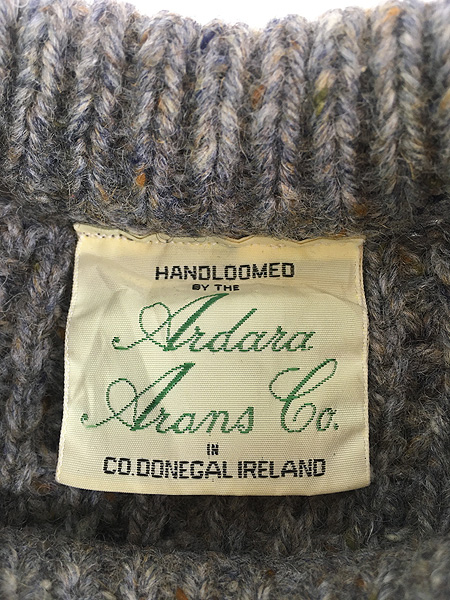 HANDLOOMED
BY THE
Ardara
Arans Co.
IN
CO.DONEGAL IRELAND